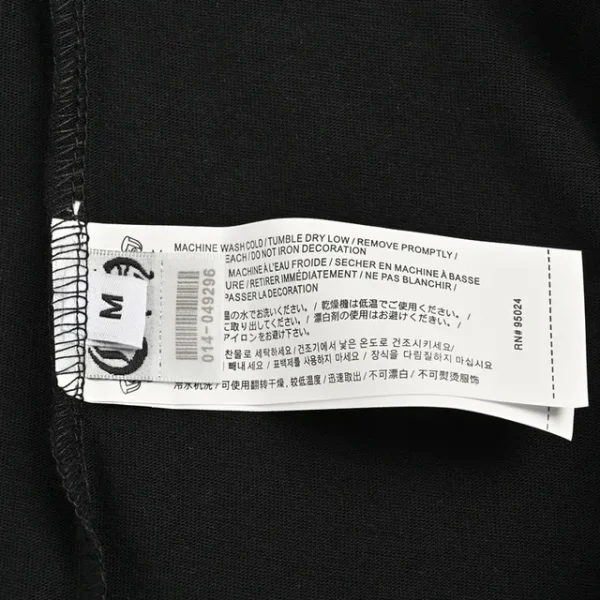 MACHINE WASH COLD / TUMBLE DRY LOW / REMOVE PROMPTLY /
EACH / DO NOT IRON DECORATION
MACHINE À L'EAU FROIDE / SECHER EN MACHINE À BASSE
URE / RETIRER IMMÉDIATEMENT / NE PAS BLANCHIR /
PASSER LA DECORATION
温の水でお洗いください。/ 乾燥機は低温でご使用ください。/
に取り出してください。/ 漂白剤の使用はお避けください。/
アイロンをお避けください
찬물로 세탁하세요 / 건조기에서 낮은 온도로 건조시키세요
빼내세요 / 표백제를 사용하지 마세요 / 장식을 다림질 하지 마십시오
冷水机洗 / 可使用翻转干燥, 较低温度 / 迅速取出 / 不可漂白 / 不可熨烫服饰
RN# 95024
M
014-049296